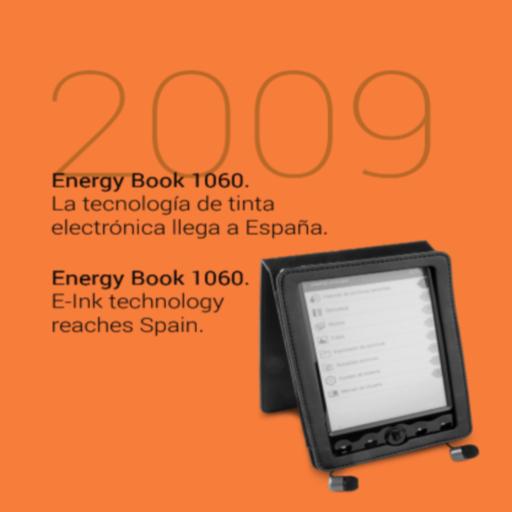 2009
Energy Book 1060.
La tecnología de tinta
electrónica llega a España.
Energy Book 1060.
E-Ink technology
reaches Spain.